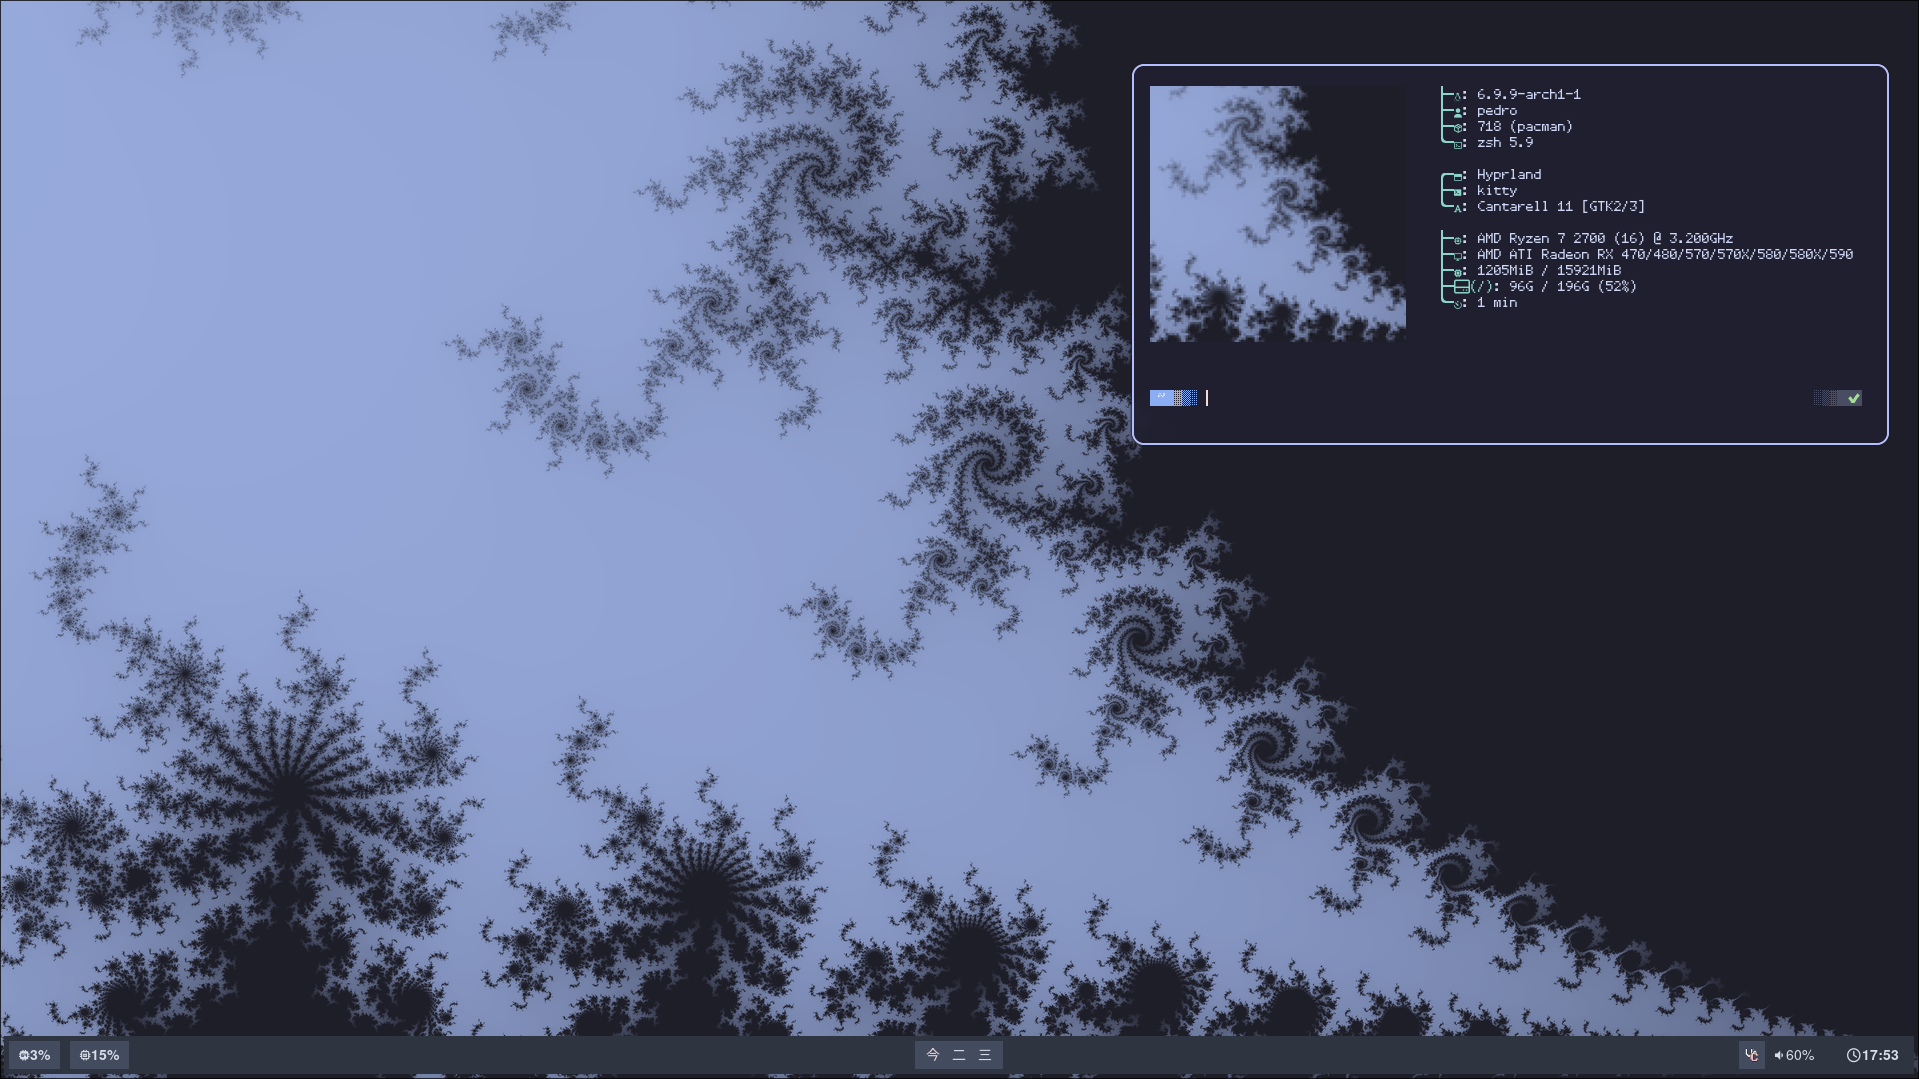 : 6.9.9-arch1-1
: pedro
: 718 (pacman)
: zsh 5.9
: Hyprland
: kitty
A: Cantarell 11 [GTK2/3]
: AMD Ryzen 7 2700 (16) @ 3.200GHz
: AMD ATI Radeon RX 470/480/570/570X/580/580X/590
: 1205MiB / 15921MiB
(/): 96G / 196G (52%)
: 1 min
~
3% 15% 今 二 三 60% 17:53